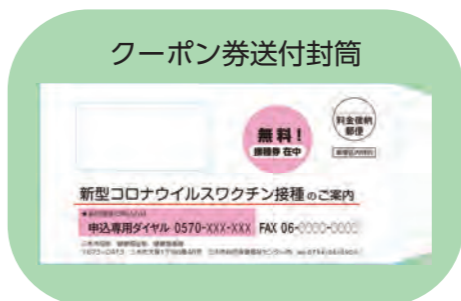 クーポン券送付封筒
料金後納
郵便
無料!
接種券 在中
新型コロナウイルスワクチン接種のご案内
申込専用ダイヤル 0570-XXX-XXX FAX 06-○○○○-○○○○